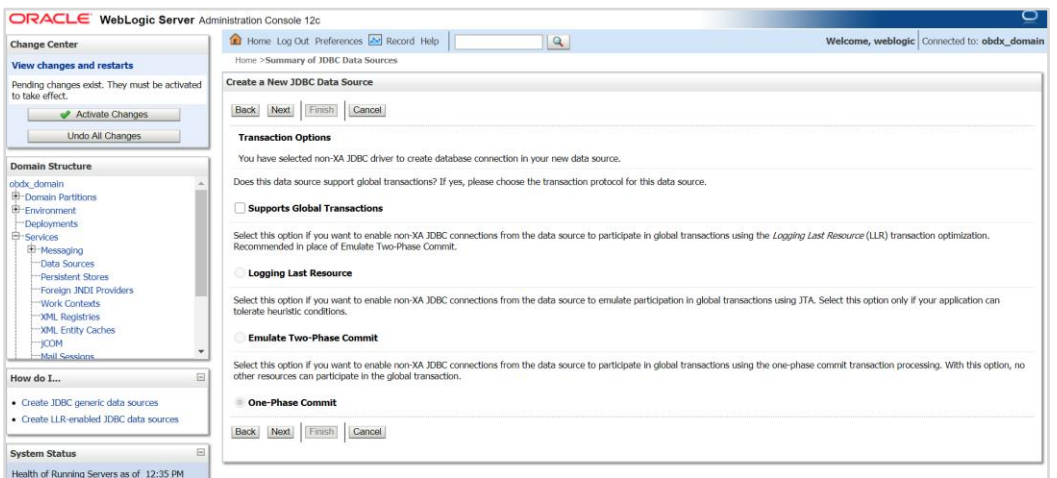 ORACLE WebLogic Server Administration Console 12c
Change Center
View changes and restarts
Pending changes exist. They must be activated
to take effect.
Activate Changes
Undo All Changes
Domain Structure
obdx_domain
Domain Partitions
Environment
Deployments
Services
Messaging
Data Sources
Persistent Stores
Foreign JNDI Providers
Work Contexts
XML Registries
XML Entity Caches
jCOM
Mail Sessions
How do I...
Create JDBC generic data sources
Create LLR-enabled JDBC data sources
System Status
Health of Running Servers as of 12:35 PM
Home Log Out Preferences Record Help
Welcome, weblogic Connected to: obdx_domain
Home >Summary of JDBC Data Sources
Create a New JDBC Data Source
Back Next Finish Cancel
Transaction Options
You have selected non-XA JDBC driver to create database connection in your new data source.
Does this data source support global transactions? If yes, please choose the transaction protocol for this data source.
Supports Global Transactions
Select this option if you want to enable non-XA JDBC connections from the data source to participate in global transactions using the Logging Last Resource (LLR) transaction optimization.
Recommended in place of Emulate Two-Phase Commit.
Logging Last Resource
Select this option if you want to enable non-XA JDBC connections from the data source to emulate participation in global transactions using JTA. Select this option only if your application can
tolerate heuristic conditions.
Emulate Two-Phase Commit
Select this option if you want to enable non-XA JDBC connections from the data source to participate in global transactions using the one-phase commit transaction processing. With this option, no
other resources can participate in the global transaction.
One-Phase Commit
Back Next Finish Cancel